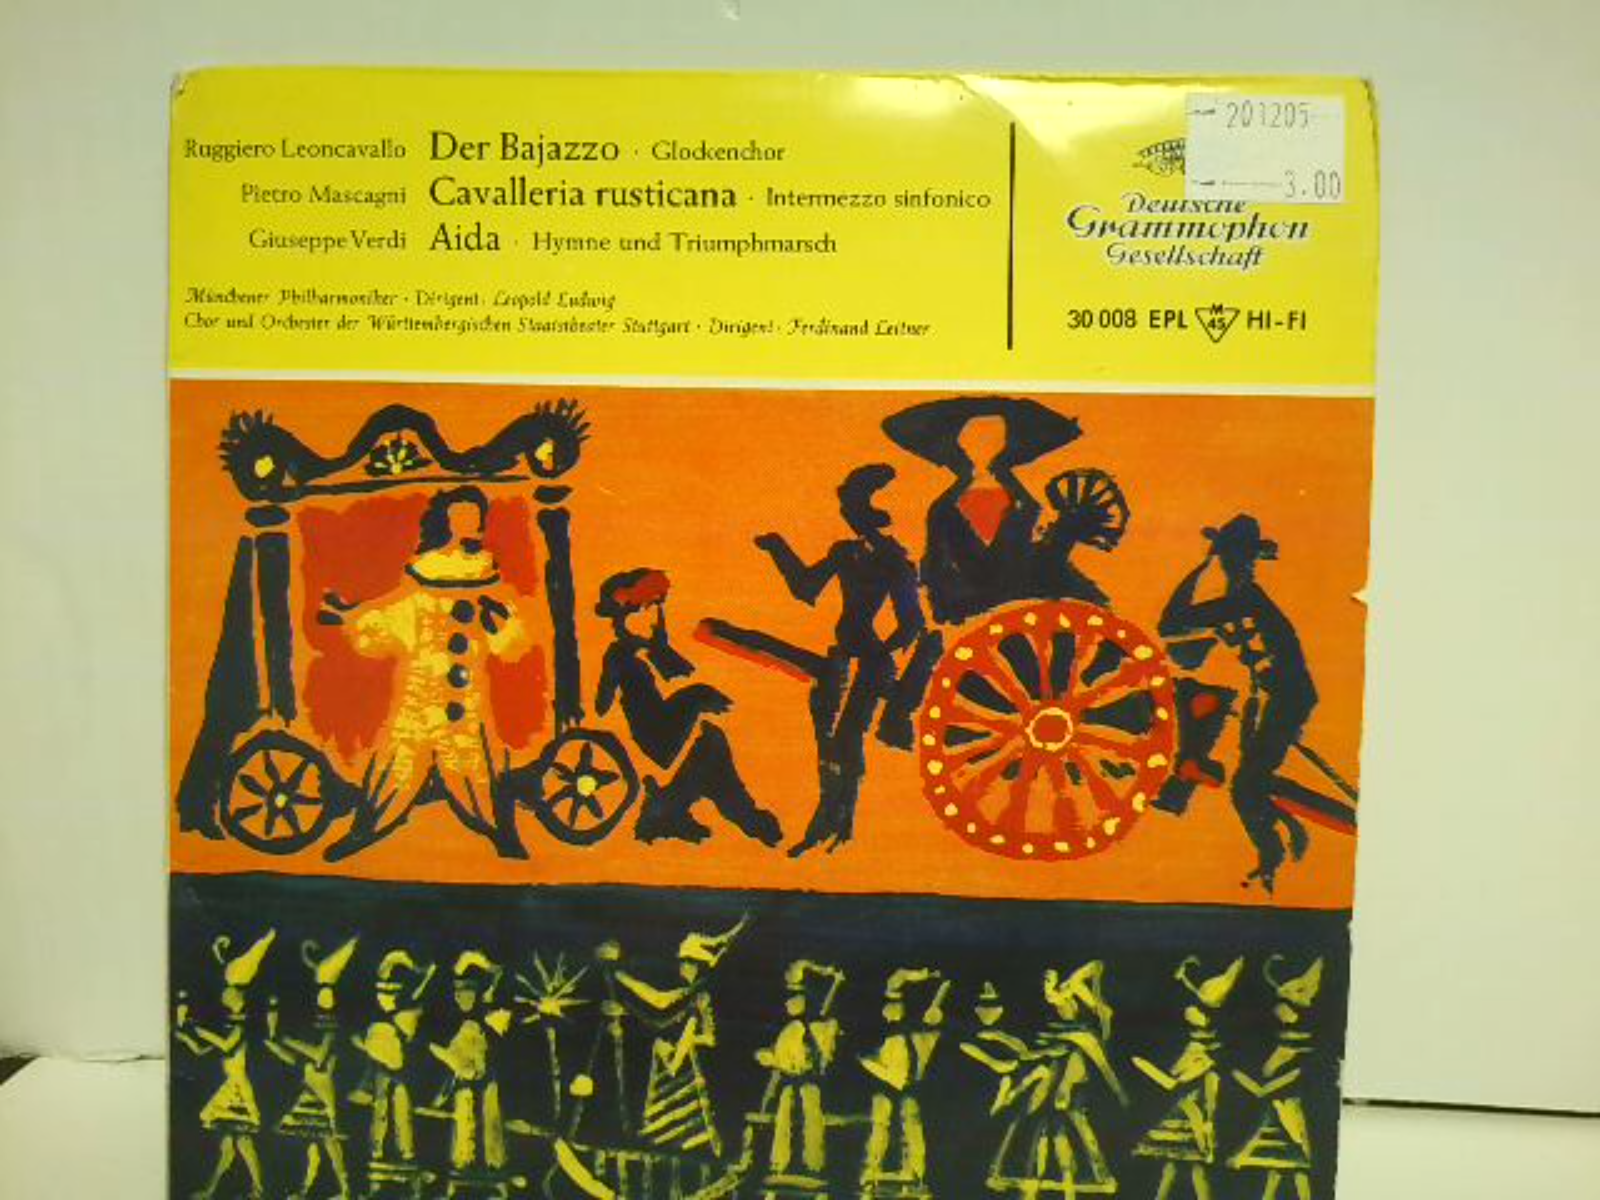 Ruggiero Leoncavallo Der Bajazzo · Glockenchor
Pietro Mascagni Cavalleria rusticana · Intermezzo sinfonico
Giuseppe Verdi Aida · Hymne und Triumphmarsch
Münchener Philharmoniker · Dirigent: Leopold Ludwig
Chor und Orchester der Württembergischen Staatstheater Stuttgart · Dirigent: Ferdinand Leitner
201205
3.00
Deutsche
Grammophon
Gesellschaft
30 008 EPL M 45 HI-FI